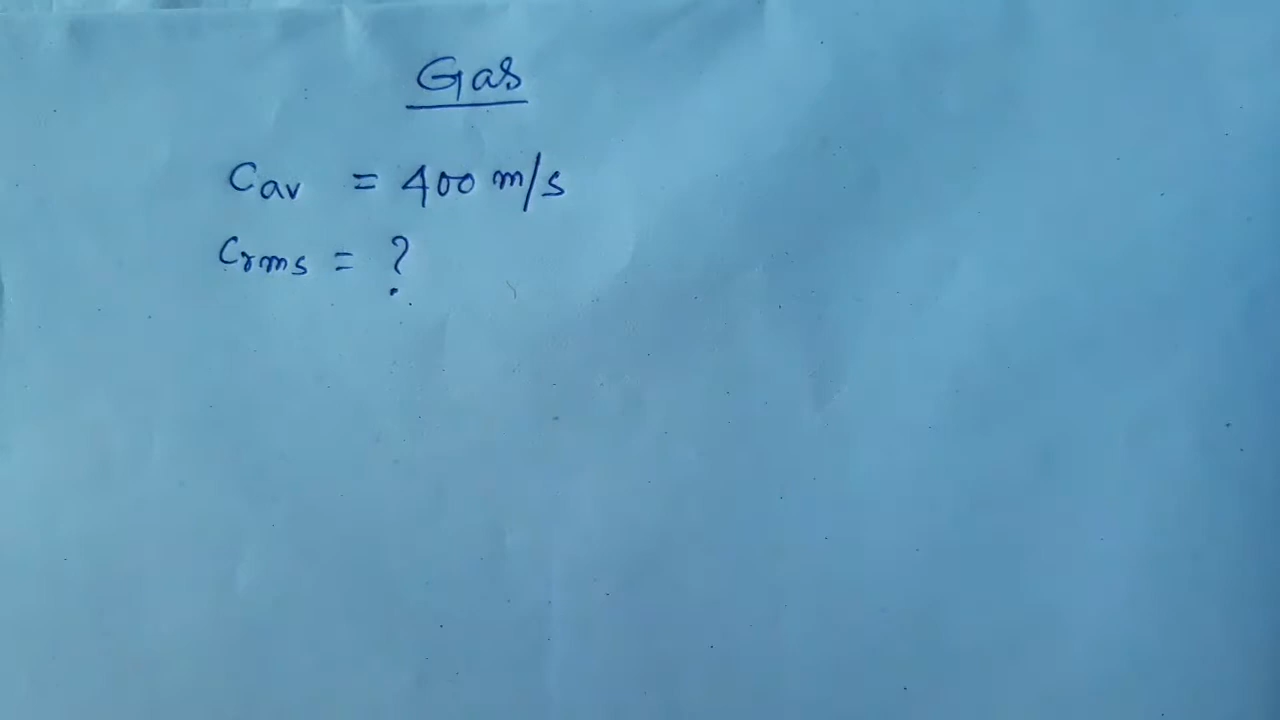 Gas
Cav = 400 m/s
Crms = ?